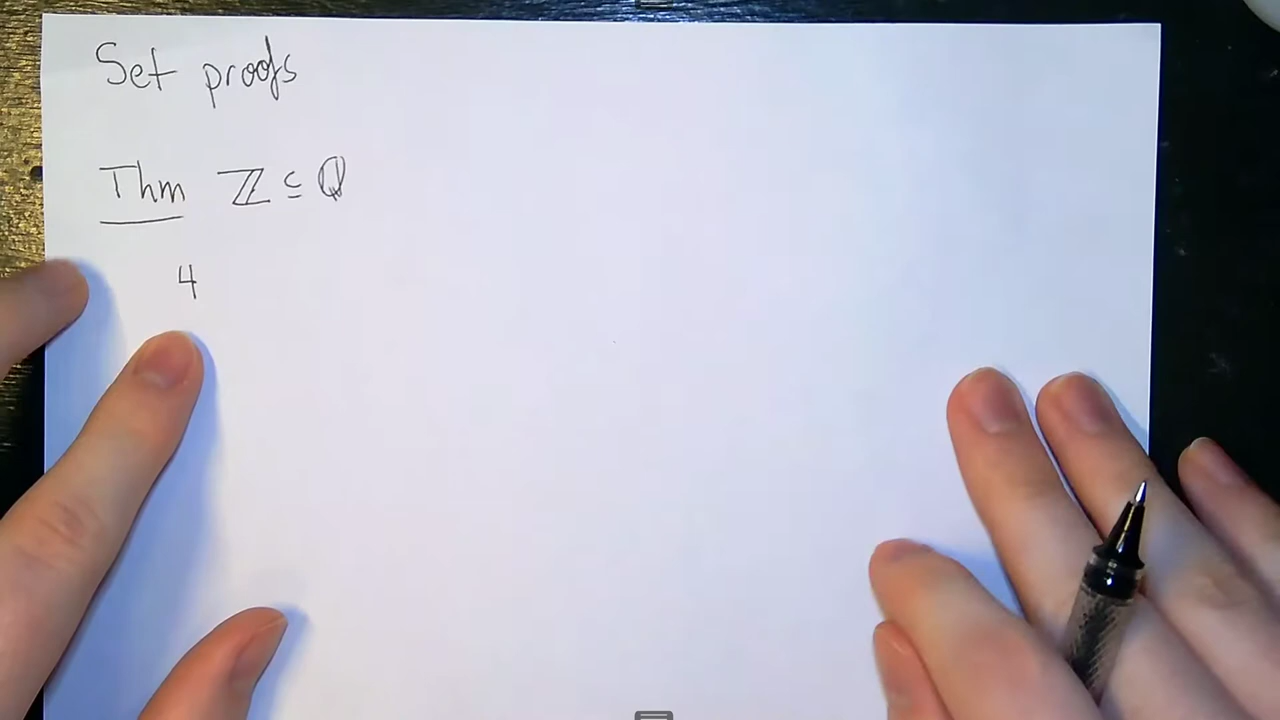 Set proofs
Thm ℤ ⊆ ℚ
4